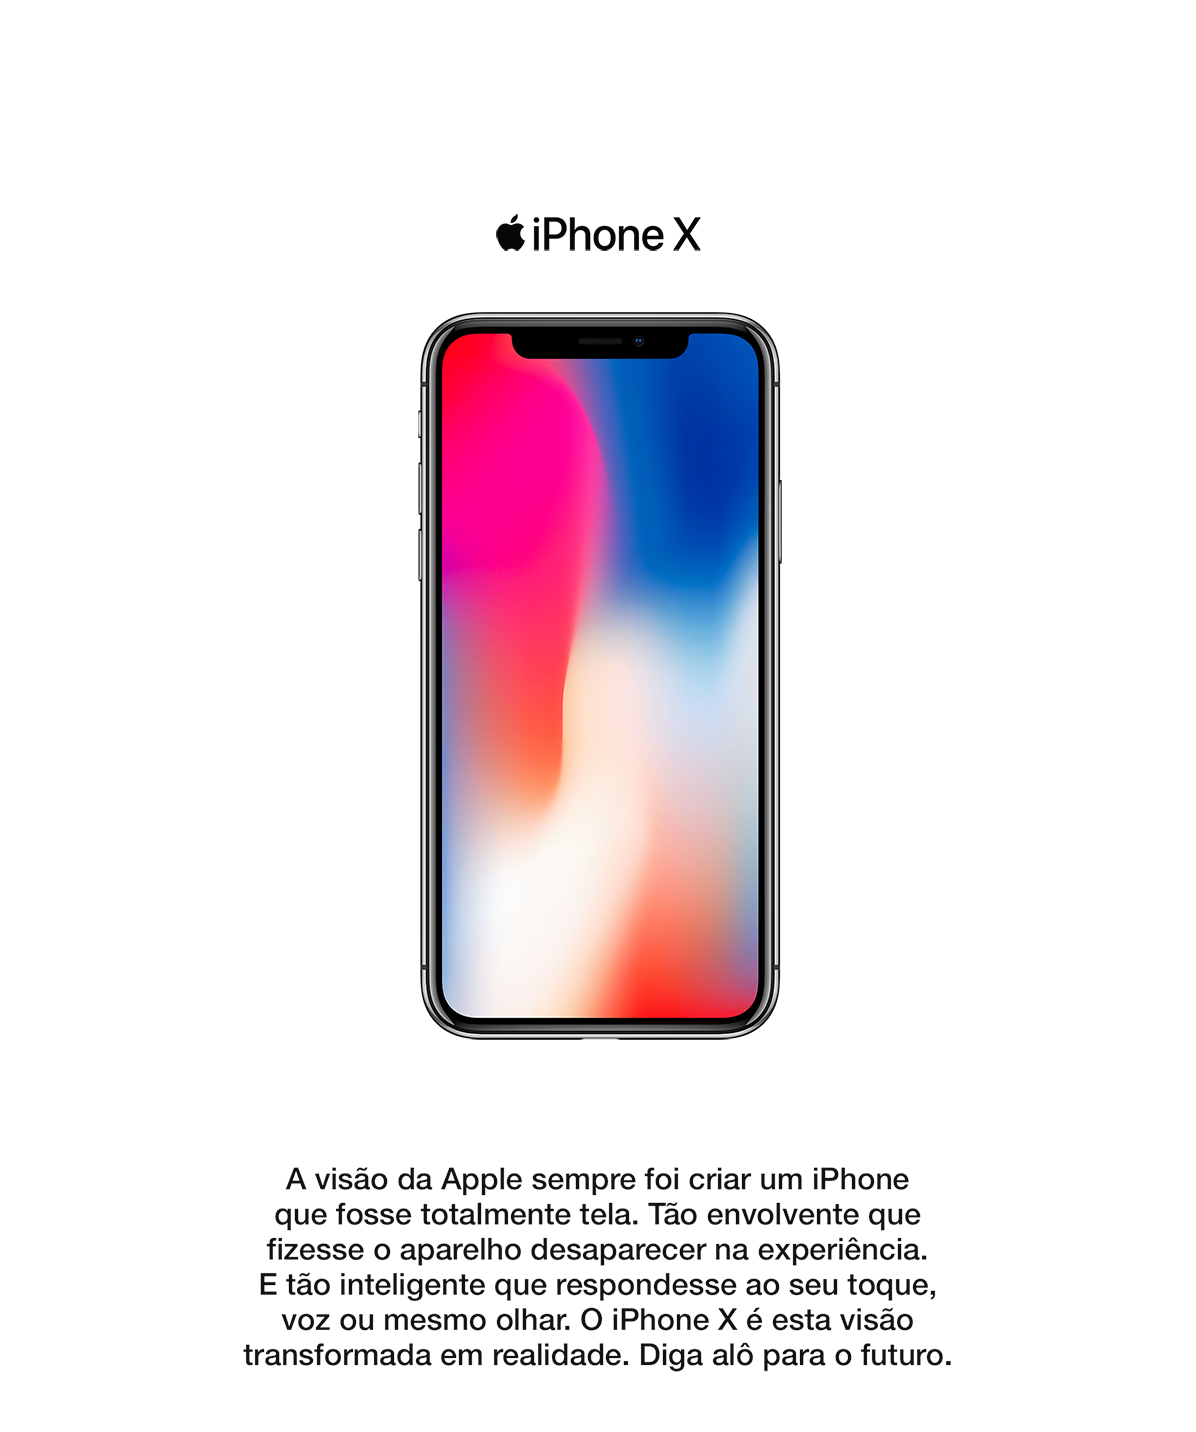 iPhone X
A visão da Apple sempre foi criar um iPhone
que fosse totalmente tela. Tão envolvente que
fizesse o aparelho desaparecer na experiência.
E tão inteligente que respondesse ao seu toque,
voz ou mesmo olhar. O iPhone X é esta visão
transformada em realidade. Diga alô para o futuro.